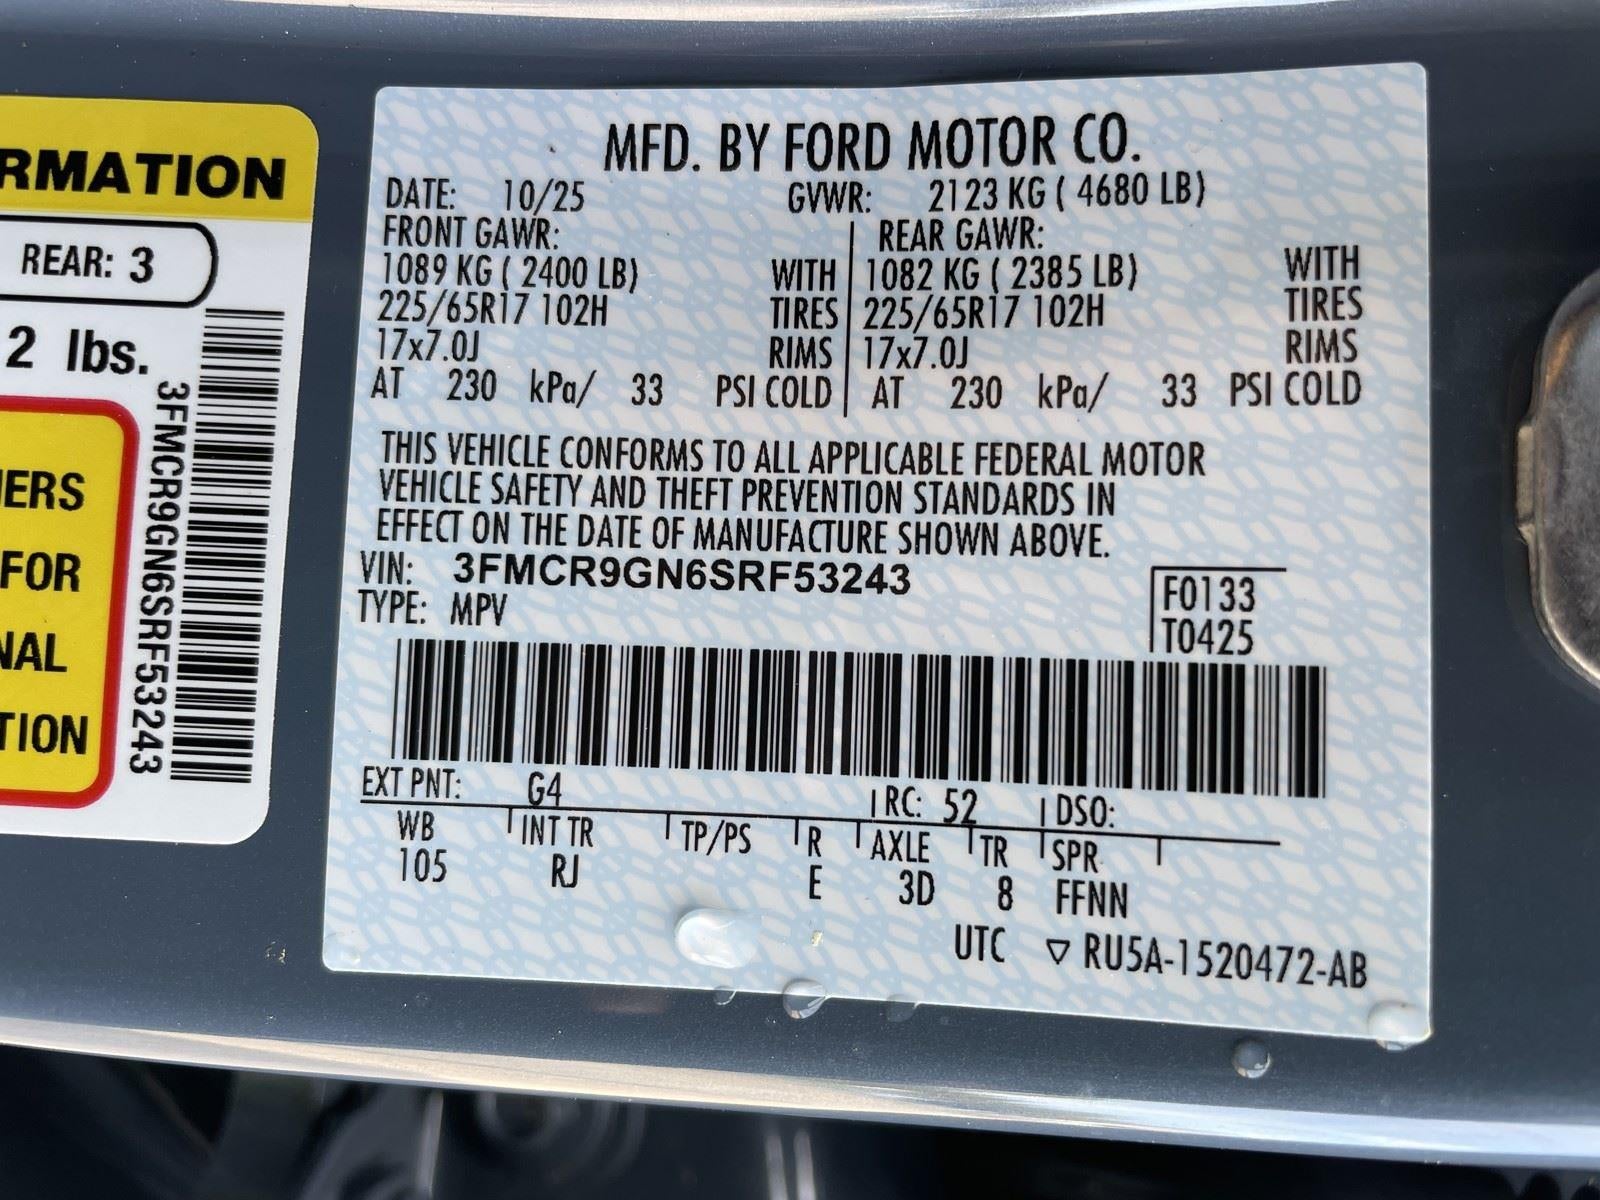 RMATION
REAR: 3
2 lbs.
IERS
FOR
NAL
TION
3FMCR9GN6SRF53243
MFD. BY FORD MOTOR CO.
DATE: 10/25 GVWR: 2123 KG ( 4680 LB)
FRONT GAWR: REAR GAWR:
1089 KG ( 2400 LB) WITH 1082 KG ( 2385 LB) WITH
225/65R17 102H TIRES 225/65R17 102H TIRES
17x7.0J RIMS 17x7.0J RIMS
AT 230 kPa/ 33 PSI COLD AT 230 kPa/ 33 PSI COLD
THIS VEHICLE CONFORMS TO ALL APPLICABLE FEDERAL MOTOR
VEHICLE SAFETY AND THEFT PREVENTION STANDARDS IN
EFFECT ON THE DATE OF MANUFACTURE SHOWN ABOVE.
VIN: 3FMCR9GN6SRF53243
TYPE: MPV
F0133
T0425
EXT PNT: G4 RC: 52 DSO:
WB INT TR TP/PS R AXLE TR SPR
105 RJ E 3D 8 FFNN
UTC ▽ RU5A-1520472-AB